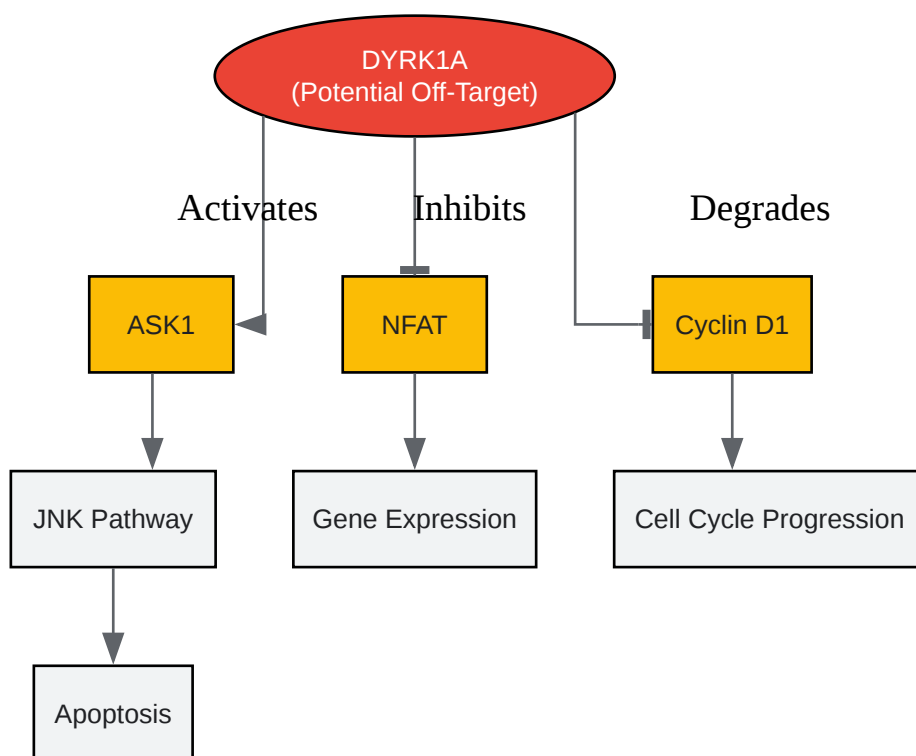 DYRK1A
(Potential Off-Target)
Activates
Inhibits
Degrades
ASK1
NFAT
Cyclin D1
JNK Pathway
Gene Expression
Cell Cycle Progression
Apoptosis